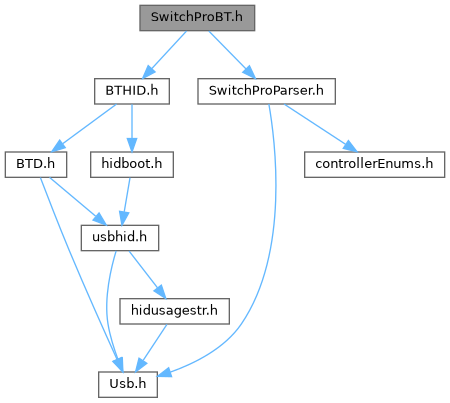 SwitchProBT.h
BTHID.h
SwitchProParser.h
BTD.h
hidboot.h
controllerEnums.h
usbhid.h
hidusagestr.h
Usb.h